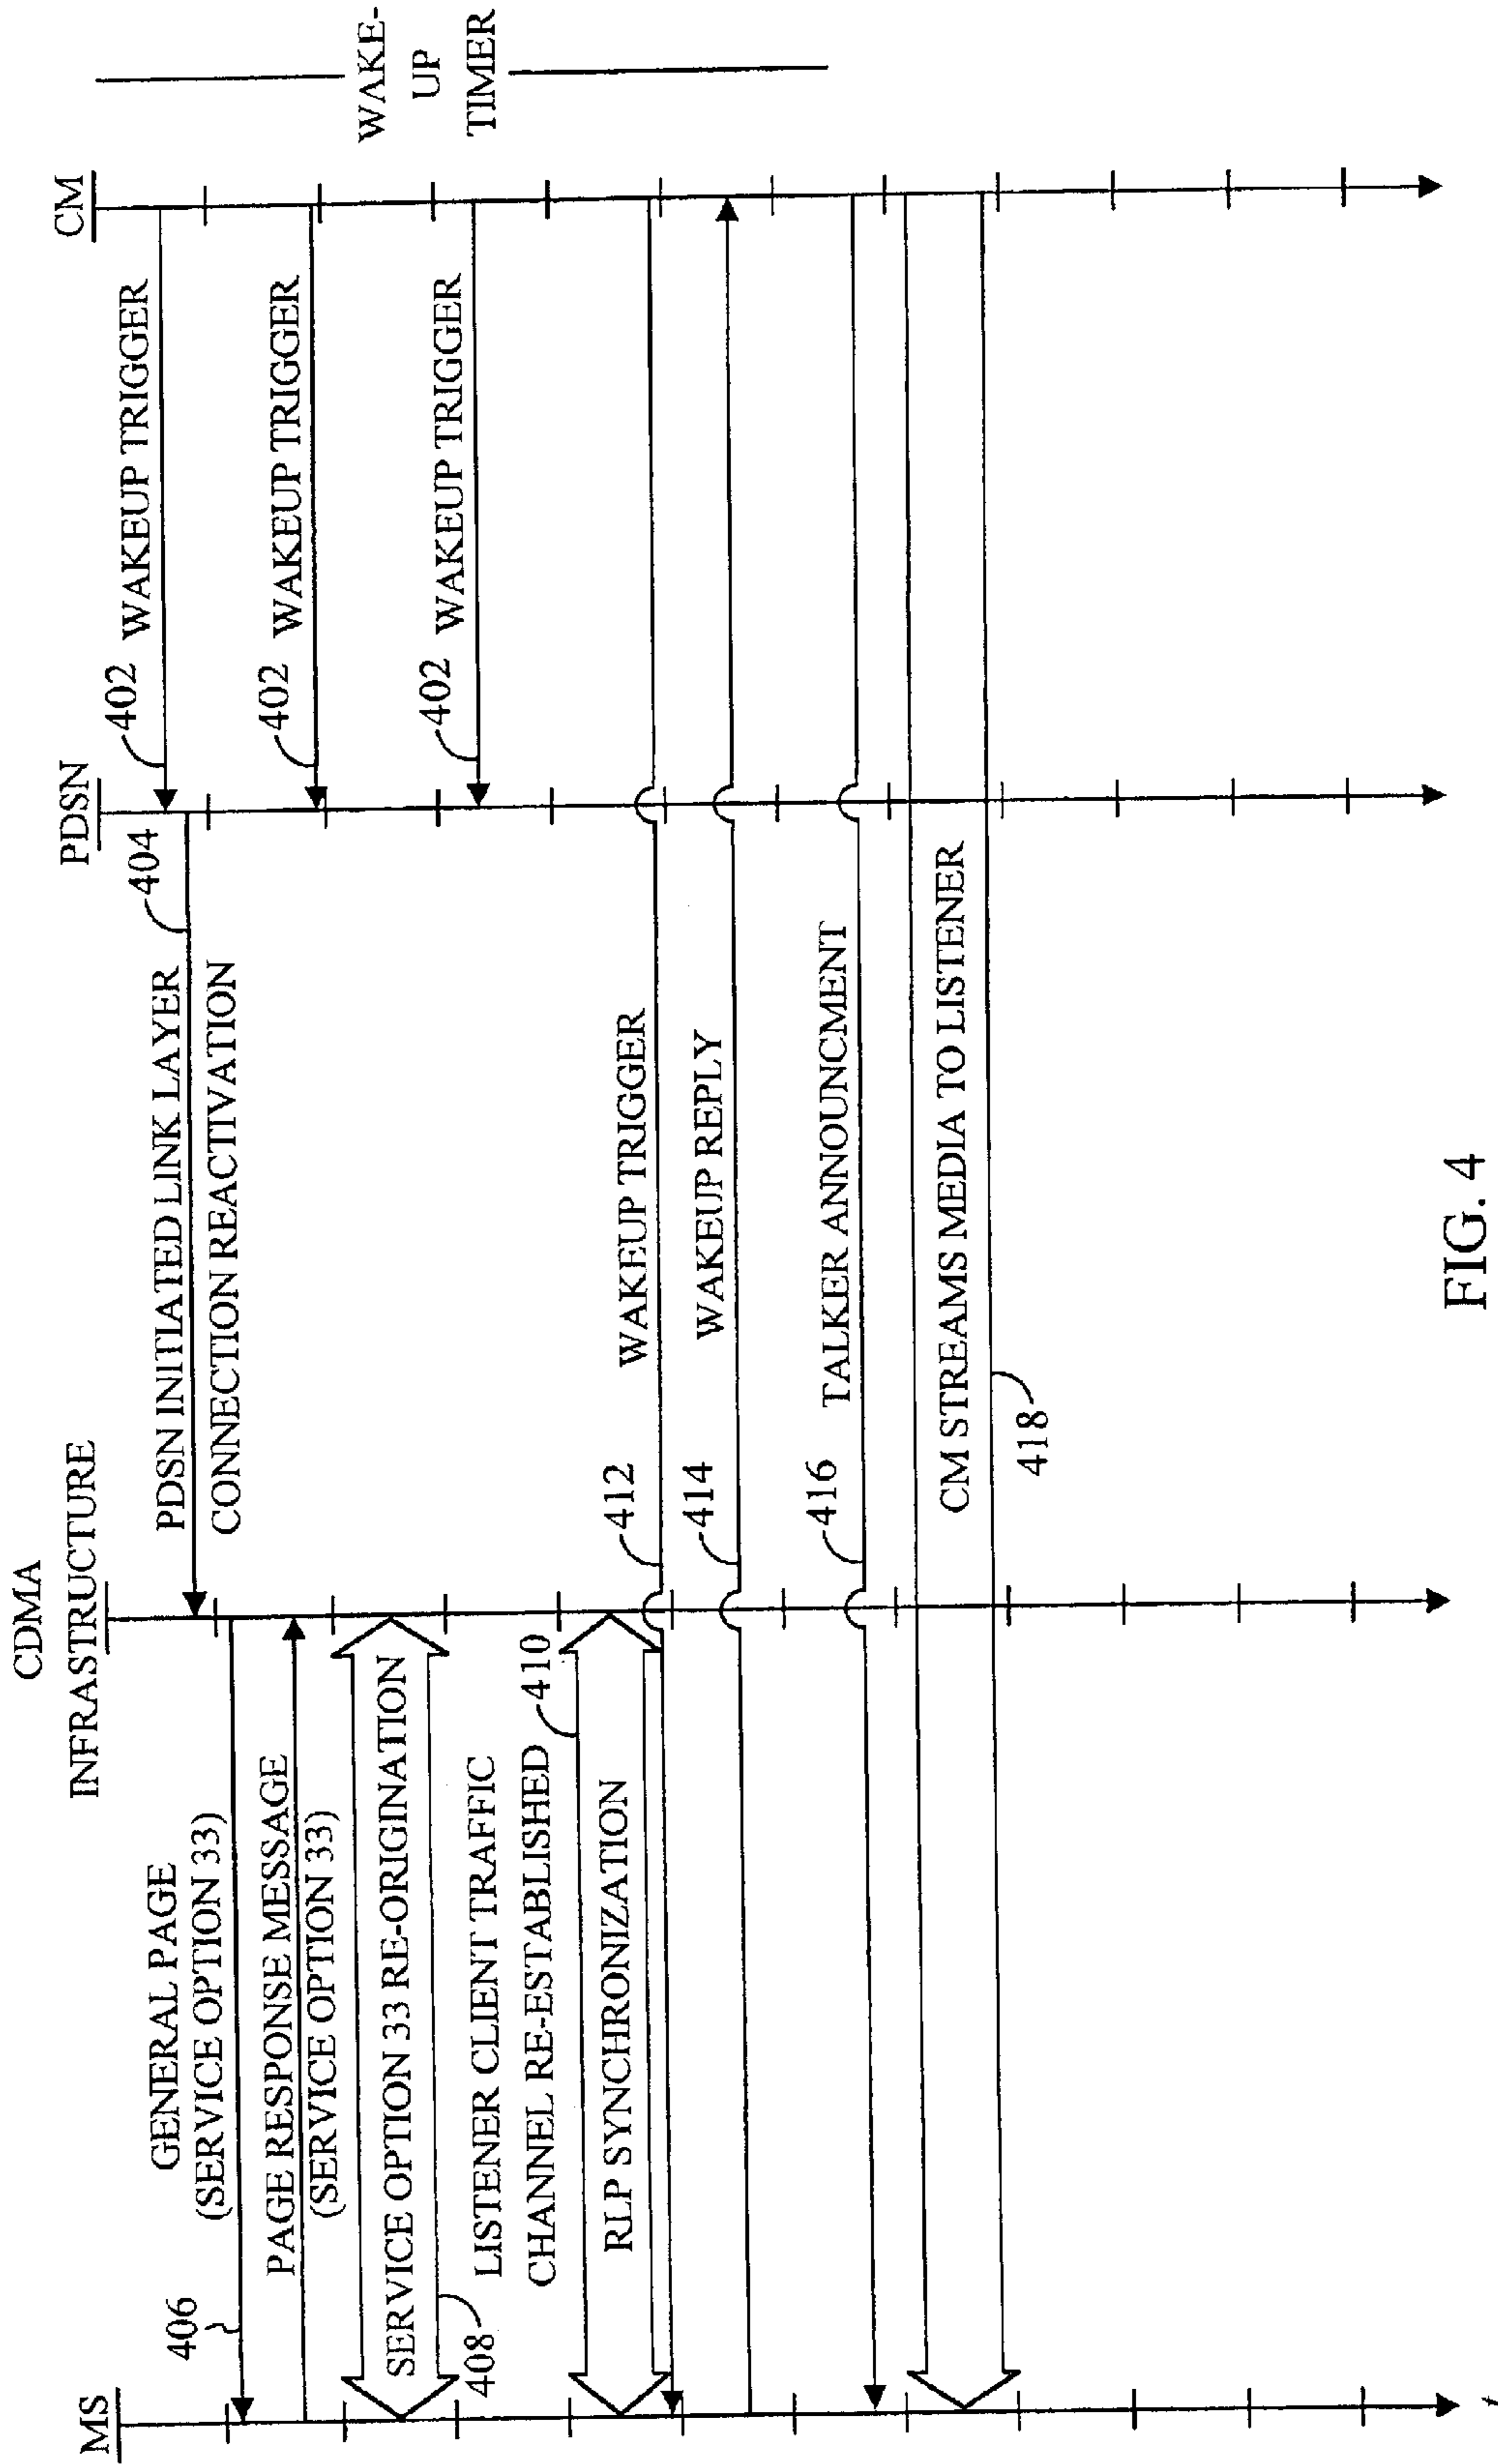 MS
CDMA
INFRASTRUCTURE
PDSN
CM
402 WAKEUP TRIGGER
404
PDSN INITIATED LINK LAYER
CONNECTION REACTIVATION
406
GENERAL PAGE
(SERVICE OPTION 33)
402 WAKEUP TRIGGER
PAGE RESPONSE MESSAGE
(SERVICE OPTION 33)
WAKE-
UP
TIMER
SERVICE OPTION 33 RE-ORIGINATION
408
402 WAKEUP TRIGGER
LISTENER CLIENT TRAFFIC
CHANNEL RE-ESTABLISHED
410
RLP SYNCHRONIZATION
412
WAKEUP TRIGGER
414
WAKEUP REPLY
416
TALKER ANNOUNCMENT
CM STREAMS MEDIA TO LISTENER
418
t
FIG. 4